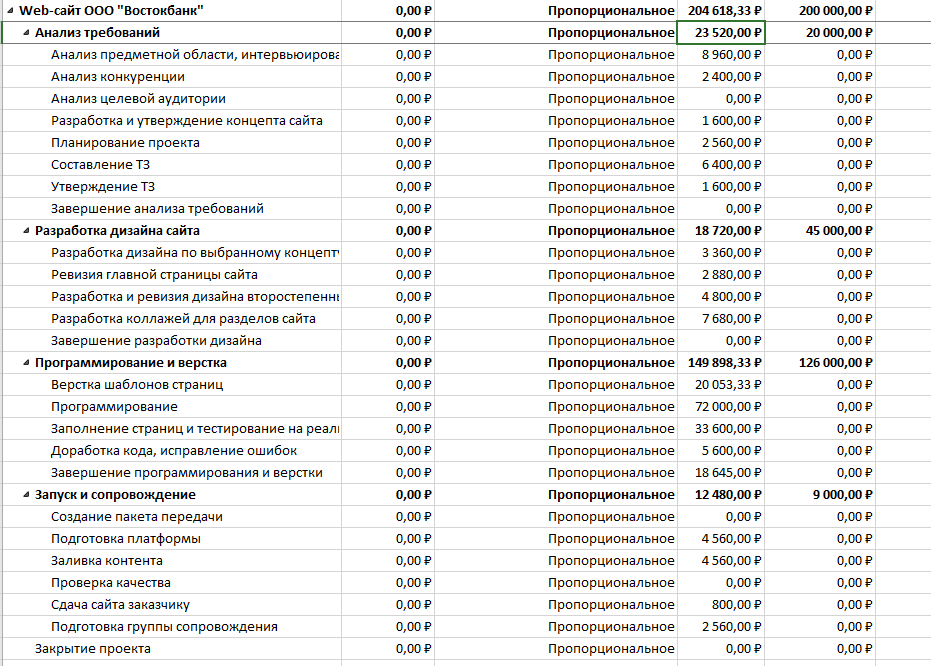 Web-сайт ООО "Востокбанк" 0,00 ₽ Пропорциональное 204 618,33 ₽ 200 000,00 ₽
Анализ требований 0,00 ₽ Пропорциональное 23 520,00 ₽ 20 000,00 ₽
Анализ предметной области, интервьюирова 0,00 ₽ Пропорциональное 8 960,00 ₽ 0,00 ₽
Анализ конкуренции 0,00 ₽ Пропорциональное 2 400,00 ₽ 0,00 ₽
Анализ целевой аудитории 0,00 ₽ Пропорциональное 0,00 ₽ 0,00 ₽
Разработка и утверждение концепта сайта 0,00 ₽ Пропорциональное 1 600,00 ₽ 0,00 ₽
Планирование проекта 0,00 ₽ Пропорциональное 2 560,00 ₽ 0,00 ₽
Составление ТЗ 0,00 ₽ Пропорциональное 6 400,00 ₽ 0,00 ₽
Утверждение ТЗ 0,00 ₽ Пропорциональное 1 600,00 ₽ 0,00 ₽
Завершение анализа требований 0,00 ₽ Пропорциональное 0,00 ₽ 0,00 ₽
Разработка дизайна сайта 0,00 ₽ Пропорциональное 18 720,00 ₽ 45 000,00 ₽
Разработка дизайна по выбранному концепту 0,00 ₽ Пропорциональное 3 360,00 ₽ 0,00 ₽
Ревизия главной страницы сайта 0,00 ₽ Пропорциональное 2 880,00 ₽ 0,00 ₽
Разработка и ревизия дизайна второстепенн 0,00 ₽ Пропорциональное 4 800,00 ₽ 0,00 ₽
Разработка коллажей для разделов сайта 0,00 ₽ Пропорциональное 7 680,00 ₽ 0,00 ₽
Завершение разработки дизайна 0,00 ₽ Пропорциональное 0,00 ₽ 0,00 ₽
Программирование и верстка 0,00 ₽ Пропорциональное 149 898,33 ₽ 126 000,00 ₽
Верстка шаблонов страниц 0,00 ₽ Пропорциональное 20 053,33 ₽ 0,00 ₽
Программирование 0,00 ₽ Пропорциональное 72 000,00 ₽ 0,00 ₽
Заполнение страниц и тестирование на реал 0,00 ₽ Пропорциональное 33 600,00 ₽ 0,00 ₽
Доработка кода, исправление ошибок 0,00 ₽ Пропорциональное 5 600,00 ₽ 0,00 ₽
Завершение программирования и верстки 0,00 ₽ Пропорциональное 18 645,00 ₽ 0,00 ₽
Запуск и сопровождение 0,00 ₽ Пропорциональное 12 480,00 ₽ 9 000,00 ₽
Создание пакета передачи 0,00 ₽ Пропорциональное 0,00 ₽ 0,00 ₽
Подготовка платформы 0,00 ₽ Пропорциональное 4 560,00 ₽ 0,00 ₽
Заливка контента 0,00 ₽ Пропорциональное 4 560,00 ₽ 0,00 ₽
Проверка качества 0,00 ₽ Пропорциональное 0,00 ₽ 0,00 ₽
Сдача сайта заказчику 0,00 ₽ Пропорциональное 800,00 ₽ 0,00 ₽
Подготовка группы сопровождения 0,00 ₽ Пропорциональное 2 560,00 ₽ 0,00 ₽
Закрытие проекта 0,00 ₽ Пропорциональное 0,00 ₽ 0,00 ₽